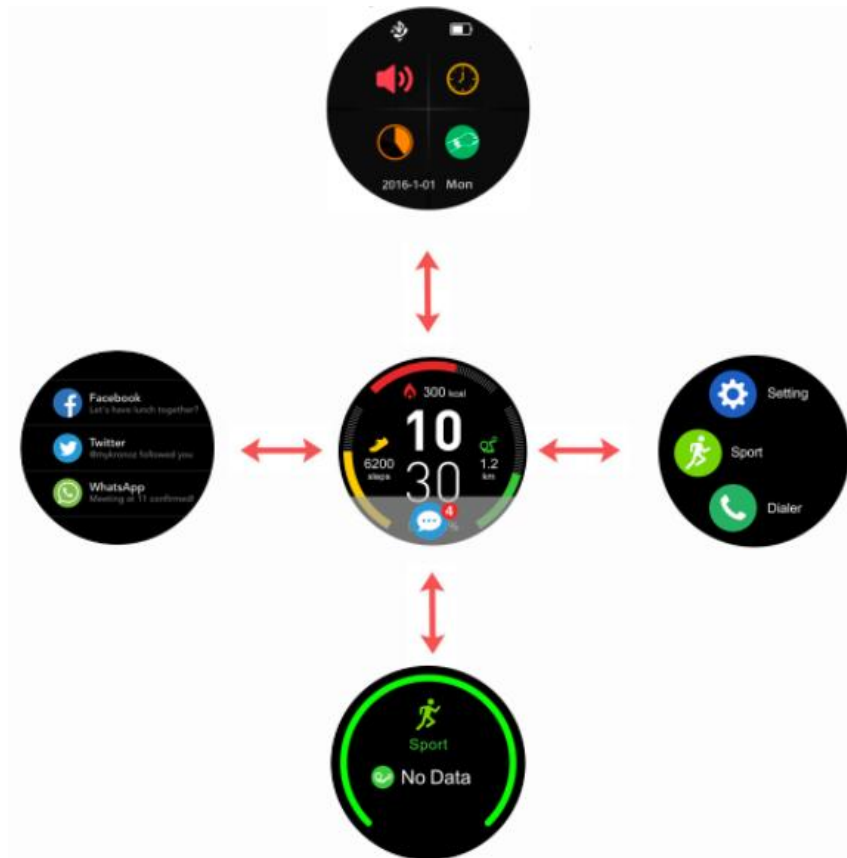 2016-1-01 Mon
Facebook
Let's have lunch together?
Twitter
@mykronoz followed you
WhatsApp
Meeting at 11 confirmed!
300 kcal
10
30
6200
steps
1.2
km
4
%
Setting
Sport
Dialer
Sport
No Data